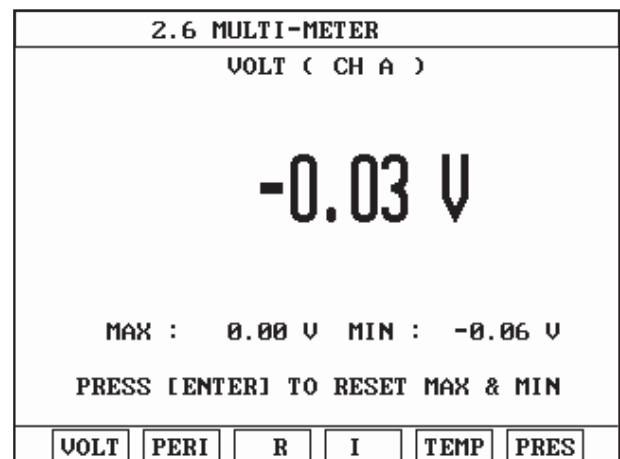 2.6 MULTI-METER
VOLT ( CH A )
-0.03 V
MAX : 0.00 V MIN : -0.06 V
PRESS [ENTER] TO RESET MAX & MIN
VOLT PERI R I TEMP PRES